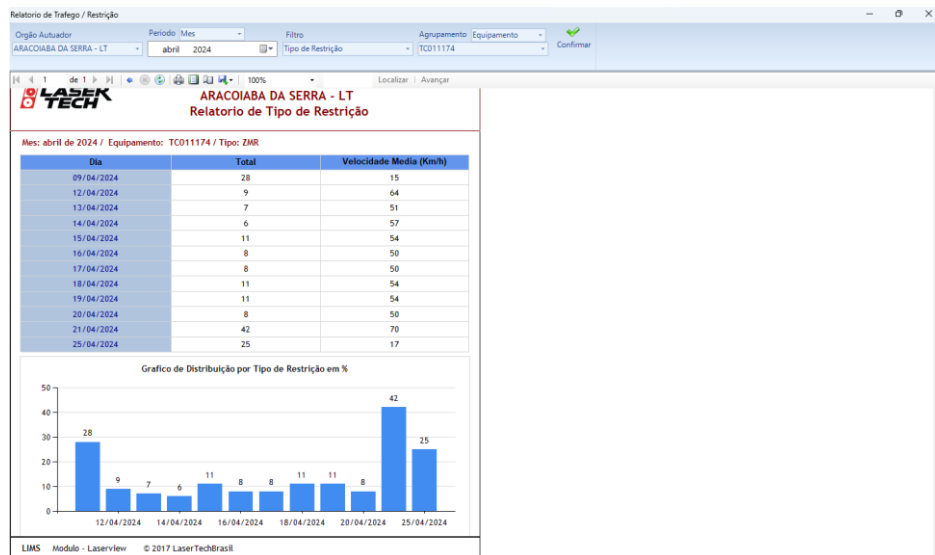 Relatorio de Trafego / Restrição
Orgão Autuador Periodo Mes Filtro Agrupamento Equipamento
ARACOIABA DA SERRA - LT abril 2024 Tipo de Restrição TC011174 Confirmar
1 de 1 100% Localizar | Avançar
LASER TECH
ARACOIABA DA SERRA - LT
Relatorio de Tipo de Restrição
Mes: abril de 2024 / Equipamento: TC011174 / Tipo: ZMR
Dia Total Velocidade Media (Km/h)
09/04/2024 28 15
12/04/2024 9 64
13/04/2024 7 51
14/04/2024 6 57
15/04/2024 11 54
16/04/2024 8 50
17/04/2024 8 50
18/04/2024 11 54
19/04/2024 11 54
20/04/2024 8 50
21/04/2024 42 70
25/04/2024 25 17
Grafico de Distribuição por Tipo de Restrição em %
50
40
30
20
10
0
28 9 7 6 11 8 8 11 11 8 42 25
12/04/2024 14/04/2024 16/04/2024 18/04/2024 20/04/2024 25/04/2024
LIMS Modulo - Laserview © 2017 LaserTechBrasil